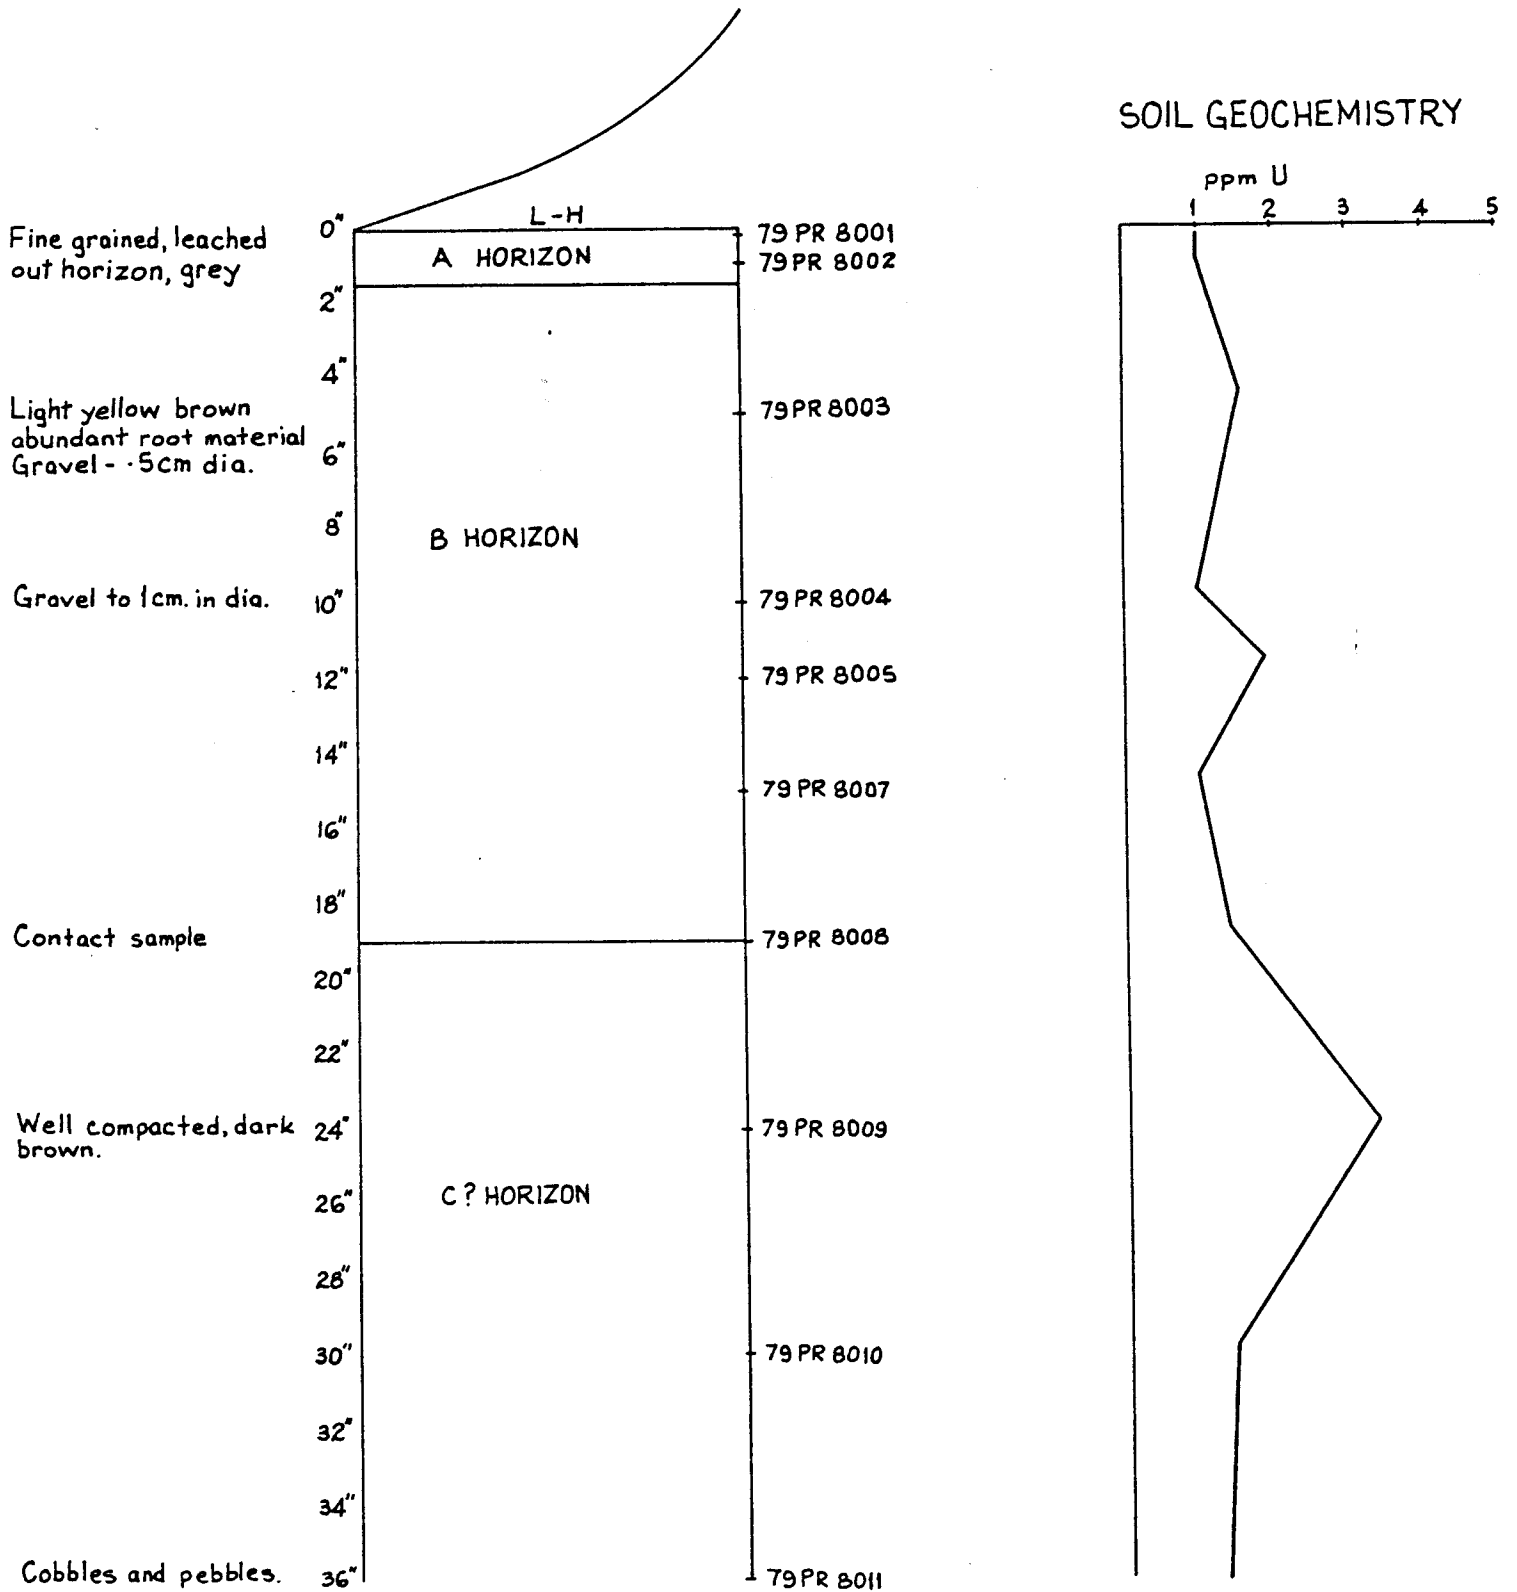 SOIL GEOCHEMISTRY
ppm U
1 2 3 4 5
L-H
0"
Fine grained, leached
out horizon, grey
A HORIZON
79 PR 8001
79 PR 8002
2"
4"
Light yellow brown
abundant root material
Gravel - .5cm dia.
79 PR 8003
6"
8"
B HORIZON
Gravel to 1cm. in dia.
10"
79 PR 8004
12"
79 PR 8005
14"
79 PR 8007
16"
18"
Contact sample
79 PR 8008
20"
22"
Well compacted, dark
brown.
24"
79 PR 8009
C? HORIZON
26"
28"
30"
79 PR 8010
32"
34"
Cobbles and pebbles.
36"
79 PR 8011